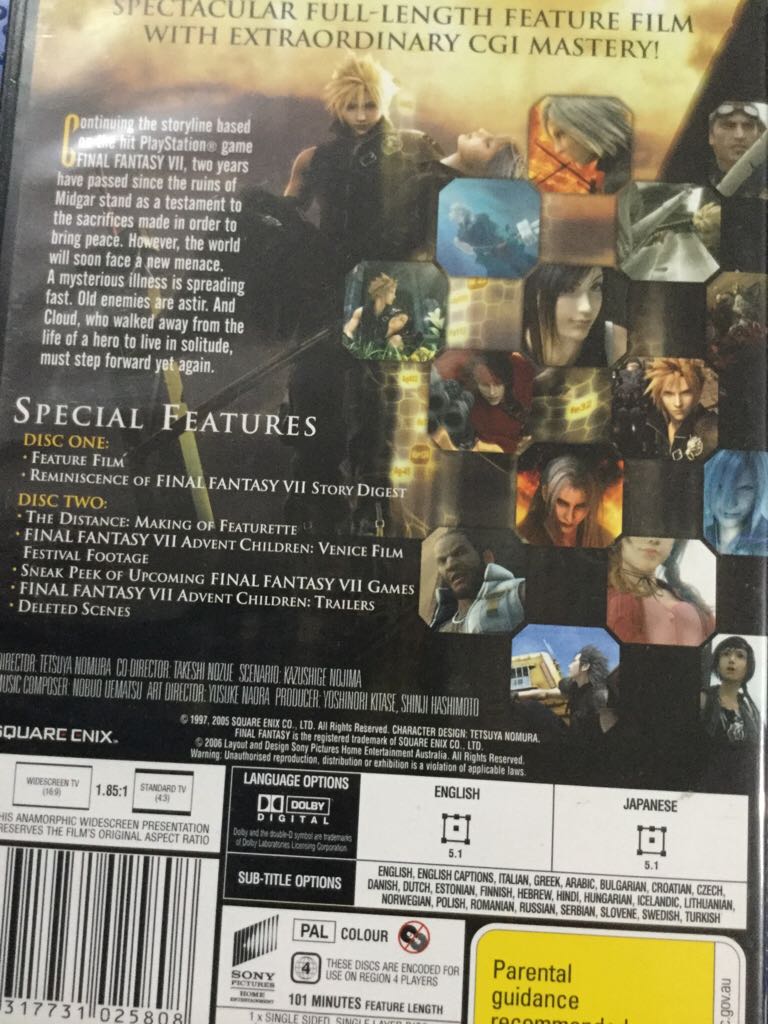 SPECTACULAR FULL-LENGTH FEATURE FILM
WITH EXTRAORDINARY CGI MASTERY!
Continuing the storyline based
on the hit PlayStation® game
FINAL FANTASY VII, two years
have passed since the ruins of
Midgar stand as a testament to
the sacrifices made in order to
bring peace. However, the world
will soon face a new menace.
A mysterious illness is spreading
fast. Old enemies are astir. And
Cloud, who walked away from the
life of a hero to live in solitude,
must step forward yet again.
SPECIAL FEATURES
DISC ONE:
• FEATURE FILM
• REMINISCENCE OF FINAL FANTASY VII STORY DIGEST
DISC TWO:
• THE DISTANCE: MAKING OF FEATURETTE
• FINAL FANTASY VII ADVENT CHILDREN: VENICE FILM
FESTIVAL FOOTAGE
• SNEAK PEEK OF UPCOMING FINAL FANTASY VII GAMES
• FINAL FANTASY VII ADVENT CHILDREN: TRAILERS
• DELETED SCENES
DIRECTOR: TETSUYA NOMURA CO DIRECTOR: TAKESHI NOZUE SCENARIO: KAZUSHIGE NOJIMA
MUSIC COMPOSER: NOBUO UEMATSU ART DIRECTOR: YUSUKE NAORA PRODUCER: YOSHINORI KITASE, SHINJI HASHIMOTO
© 1997, 2005 SQUARE ENIX CO., LTD. All Rights Reserved. CHARACTER DESIGN: TETSUYA NOMURA.
FINAL FANTASY is the registered trademark of SQUARE ENIX CO., LTD.
© 2006 Layout and Design Sony Pictures Home Entertainment Australia. All Rights Reserved.
Warning: Unauthorised reproduction, distribution or exhibition is a violation of applicable laws.
SQUARE ENIX.
WIDESCREEN TV
(16:9)
1.85:1
STANDARD TV
(4:3)
THIS ANAMORPHIC WIDESCREEN PRESENTATION
PRESERVES THE FILM'S ORIGINAL ASPECT RATIO
LANGUAGE OPTIONS
DOLBY
DIGITAL
Dolby and the double-D symbol are trademarks
of Dolby Laboratories Licensing Corporation.
ENGLISH
5.1
JAPANESE
5.1
SUB-TITLE OPTIONS
ENGLISH, ENGLISH CAPTIONS, ITALIAN, GREEK, ARABIC, BULGARIAN, CROATIAN, CZECH,
DANISH, DUTCH, ESTONIAN, FINNISH, HEBREW, HINDI, HUNGARIAN, ICELANDIC, LITHUANIAN,
NORWEGIAN, POLISH, ROMANIAN, RUSSIAN, SERBIAN, SLOVENE, SWEDISH, TURKISH
SONY
PICTURES
HOME
ENTERTAINMENT
PAL COLOUR
4
THESE DISCS ARE ENCODED FOR
USE ON REGION 4 PLAYERS
101 MINUTES FEATURE LENGTH
1 x SINGLE SIDED, SINGLE LAYER
Parental
guidance
recommended
.gov.au
317731 025808